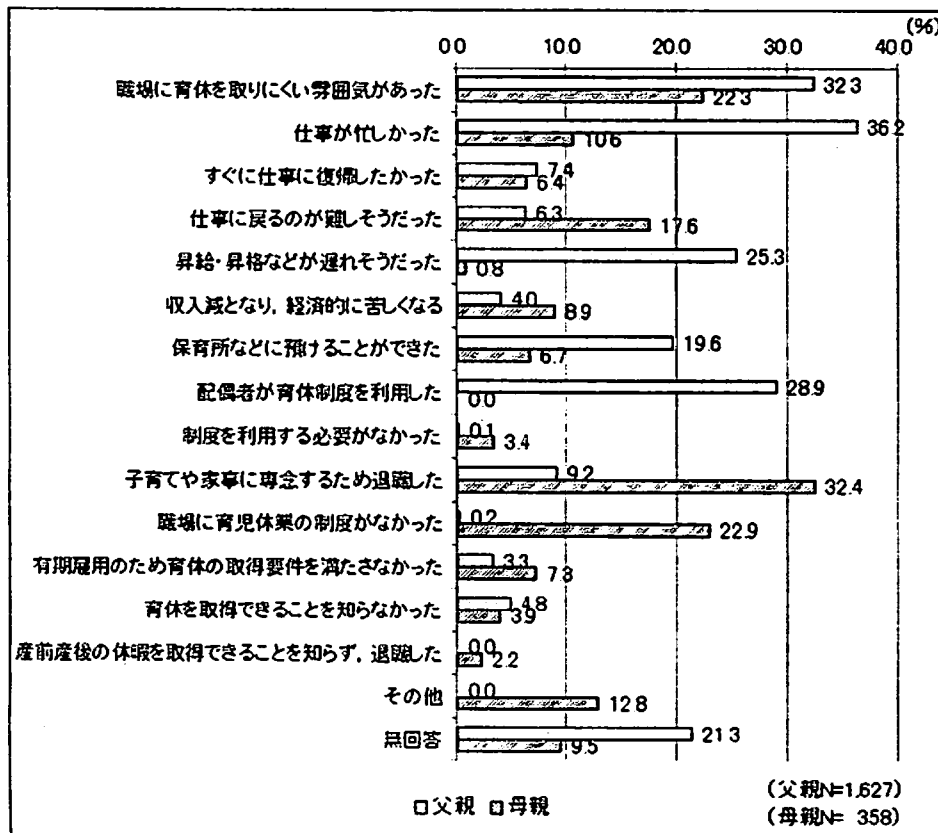 (%)
0.0 10.0 20.0 30.0 40.0
職場に育休を取りにくい雰囲気があった 32.3
22.3
仕事が忙しかった 36.2
10.6
すぐに仕事に復帰したかった 7.4
6.4
仕事に戻るのが難しそうだった 6.3
17.6
昇給・昇格などが遅れそうだった 25.3
0.8
収入減となり，経済的に苦しくなる 4.0
8.9
保育所などに預けることができた 19.6
6.7
配偶者が育休制度を利用した 28.9
0.0
制度を利用する必要がなかった 0.1
3.4
子育てや家事に専念するため退職した 9.2
32.4
職場に育児休業の制度がなかった 0.2
22.9
有期雇用のため育休の取得要件を満たさなかった 3.3
7.3
育休を取得できることを知らなかった 4.8
3.9
産前産後の休暇を取得できることを知らず，退職した 0.0
2.2
その他 0.0
12.8
無回答 21.3
9.5
父親 母親
(父親N=1,627)
(母親N= 358)